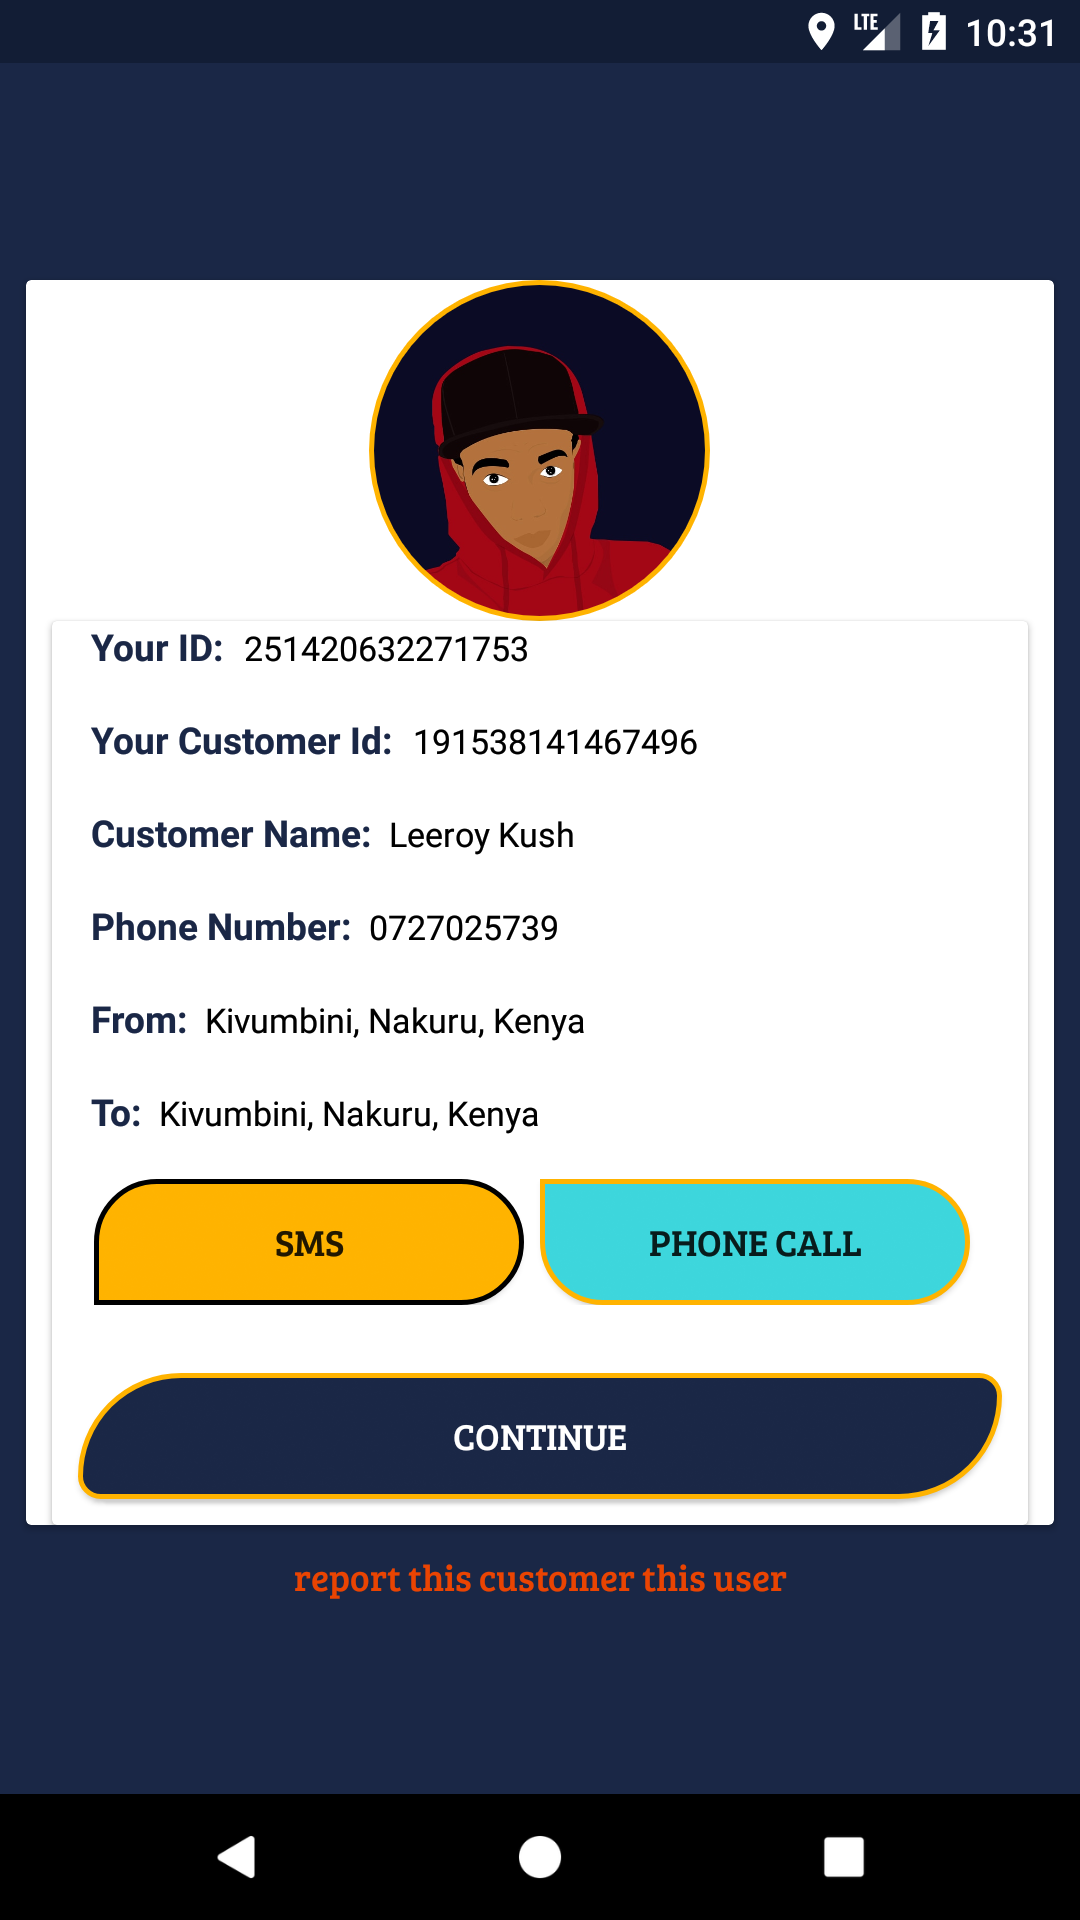 LTE 10:31
Your ID: 251420632271753
Your Customer Id: 191538141467496
Customer Name: Leeroy Kush
Phone Number: 0727025739
From: Kivumbini, Nakuru, Kenya
To: Kivumbini, Nakuru, Kenya
SMS PHONE CALL
CONTINUE
report this customer this user